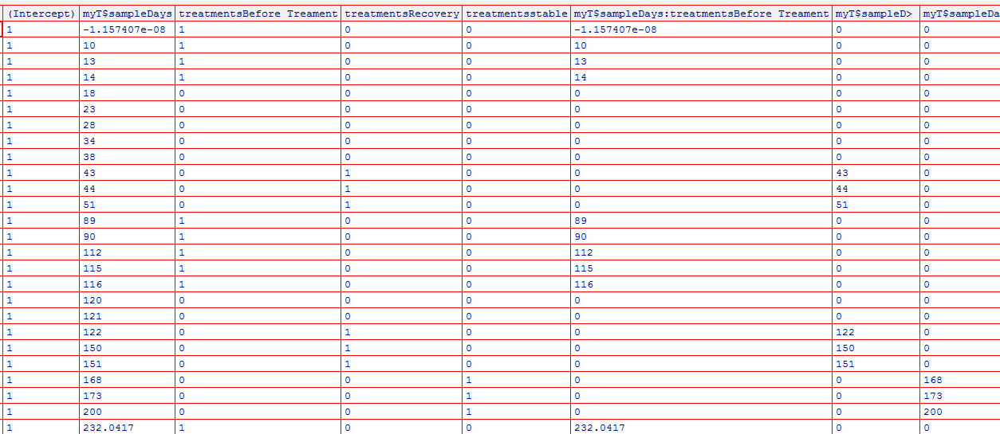 (Intercept) myT$sampleDays treatmentsBefore Treament treatmentsRecovery treatmentsstable myT$sampleDays:treatmentsBefore Treament myT$sampleD> myT$sampleDa
1 -1.157407e-08 1 0 0 -1.157407e-08 0 0
1 10 1 0 0 10 0 0
1 13 1 0 0 13 0 0
1 14 1 0 0 14 0 0
1 18 0 0 0 0 0 0
1 23 0 0 0 0 0 0
1 28 0 0 0 0 0 0
1 34 0 0 0 0 0 0
1 38 0 0 0 0 0 0
1 43 0 1 0 0 43 0
1 44 0 1 0 0 44 0
1 51 0 1 0 0 51 0
1 89 1 0 0 89 0 0
1 90 1 0 0 90 0 0
1 112 1 0 0 112 0 0
1 115 1 0 0 115 0 0
1 116 1 0 0 116 0 0
1 120 0 0 0 0 0 0
1 121 0 0 0 0 0 0
1 122 0 1 0 0 122 0
1 150 0 1 0 0 150 0
1 151 0 1 0 0 151 0
1 168 0 0 1 0 0 168
1 173 0 0 1 0 0 173
1 200 0 0 1 0 0 200
1 232.0417 1 0 0 232.0417 0 0